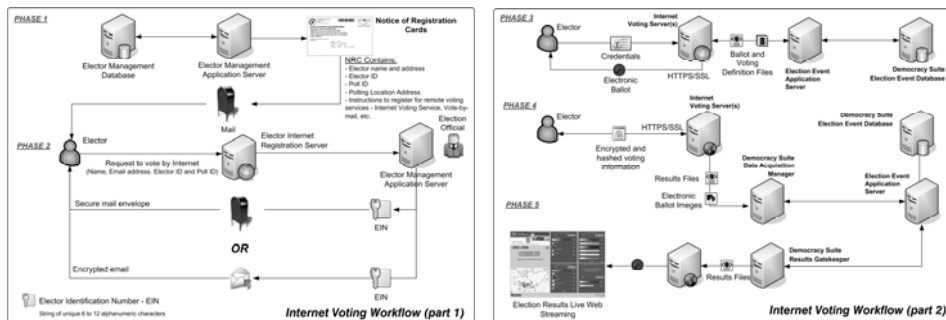 PHASE 1
Elector Management
Database
Elector Management
Application Server
Notice of Registration
Cards
NRC Contains:
- Elector name and address
- Elector ID
- Poll ID
- Polling Location Address
- Instructions to register for remote voting
services - Internet Voting Service, Vote-by-
mail, etc.
Mail
PHASE 2
Elector
Elector Internet
Registration Server
Election
Official
Request to vote by Internet
(Name, Email address. Elector ID and Poll ID)
Elector Management
Application Server
Secure mail envelope
EIN
OR
Encrypted email
EIN
Elector Identification Number - EIN
String of unique 6 to 12 alphanumeric characters
Internet Voting Workflow (part 1)
PHASE 3
Elector
Internet
Voting Server(s)
Credentials
Electronic
Ballot
HTTPS/SSL
Ballot and
Voting
Definition Files
Election Event
Application
Server
Democracy Suite
Election Event Database
PHASE 4
Elector
Internet
Voting Server(s)
HTTPS/SSL
Encrypted and
hashed voting
information
Democracy Suite
Election Event Database
Results Files
Electronic
Ballot Images
Democracy Suite
Data Acquisition
Manager
Election Event
Application
Server
PHASE 5
Democracy Suite
Results Gatekeeper
Results Files
Election Results Live Web
Streaming
Internet Voting Workflow (part 2)